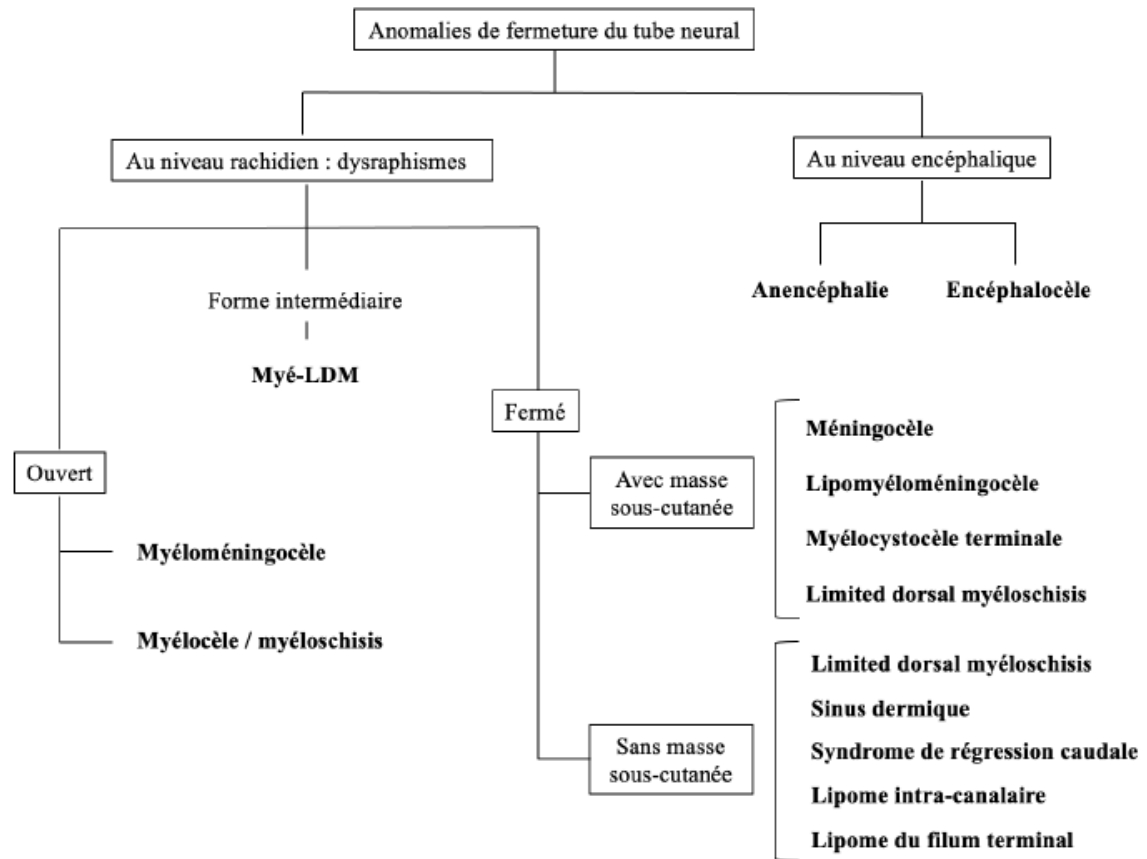 Anomalies de fermeture du tube neural
Au niveau rachidien : dysraphismes
Au niveau encéphalique
Forme intermédiaire
Myé-LDM
Anencéphalie
Encéphalocèle
Ouvert
Myéloméningocèle
Myélocèle / myéloschisis
Fermé
Avec masse
sous-cutanée
Méningocèle
Lipomyéloméningocèle
Myélocystocèle terminale
Limited dorsal myéloschisis
Sans masse
sous-cutanée
Limited dorsal myéloschisis
Sinus dermique
Syndrome de régression caudale
Lipome intra-canalaire
Lipome du filum terminal